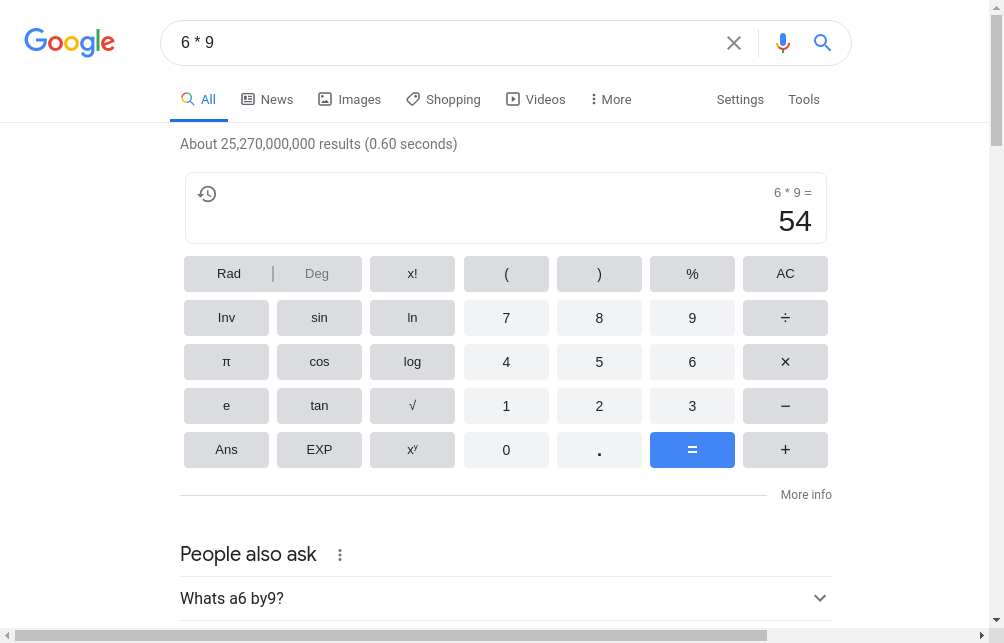 Google
6 * 9
All News Images Shopping Videos More Settings Tools
About 25,270,000,000 results (0.60 seconds)
6 * 9 =
54
Rad | Deg x! ( ) % AC
Inv sin ln 7 8 9 ÷
π cos log 4 5 6 ×
e tan √ 1 2 3 −
Ans EXP xʸ 0 . = +
More info
People also ask
Whats a6 by9?